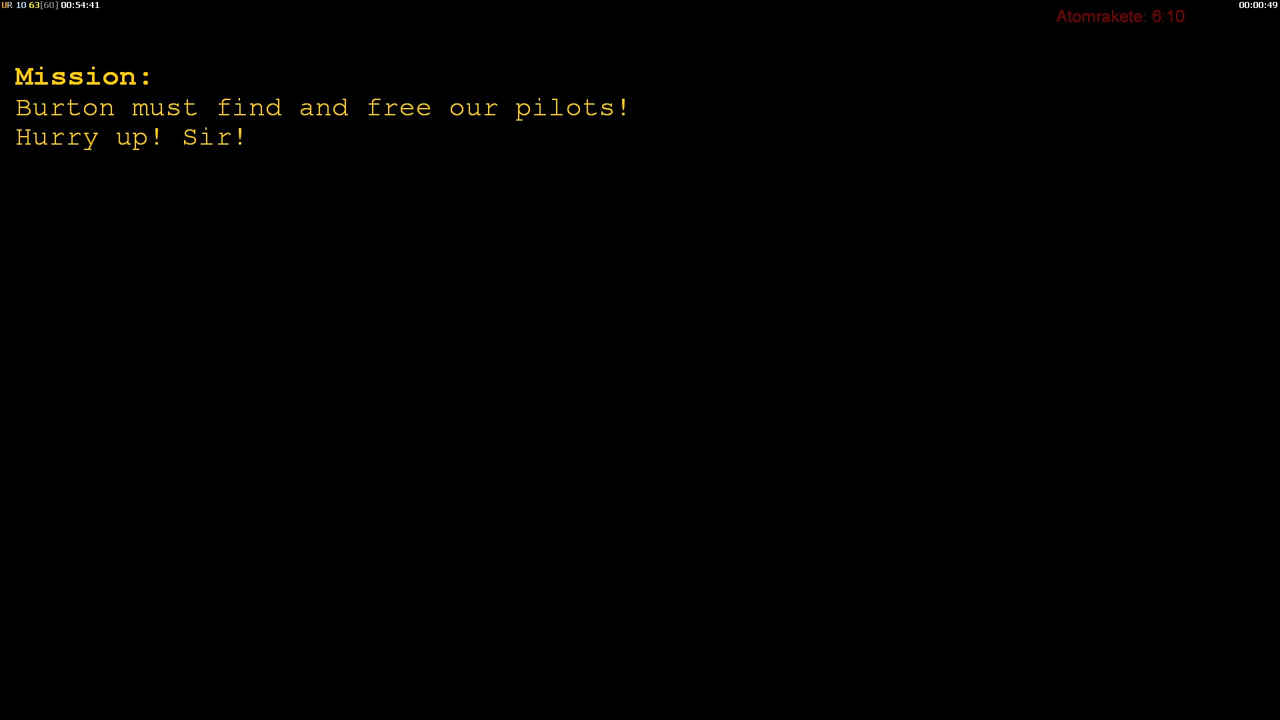 UR 10 63[60] 00:54:41
00:00:49
Atomrakete: 6:10
Mission:
Burton must find and free our pilots!
Hurry up! Sir!